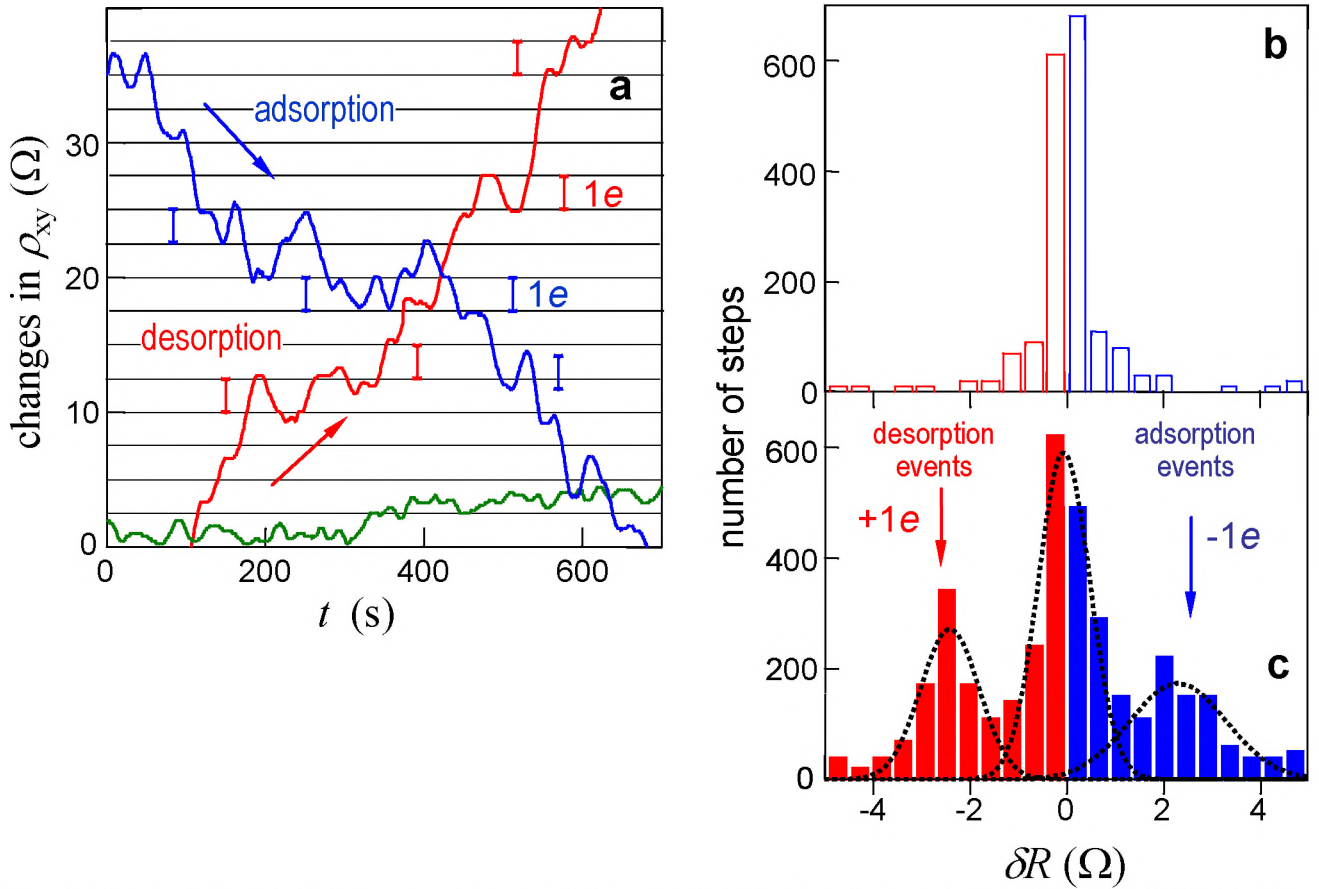 a
adsorption
1e
1e
desorption
changes in ρxy (Ω)
30
20
10
0
0
200
400
600
t (s)
b
600
400
200
0
number of steps
desorption
events
+1e
adsorption
events
-1e
c
600
400
200
0
-4
-2
0
2
4
δR (Ω)